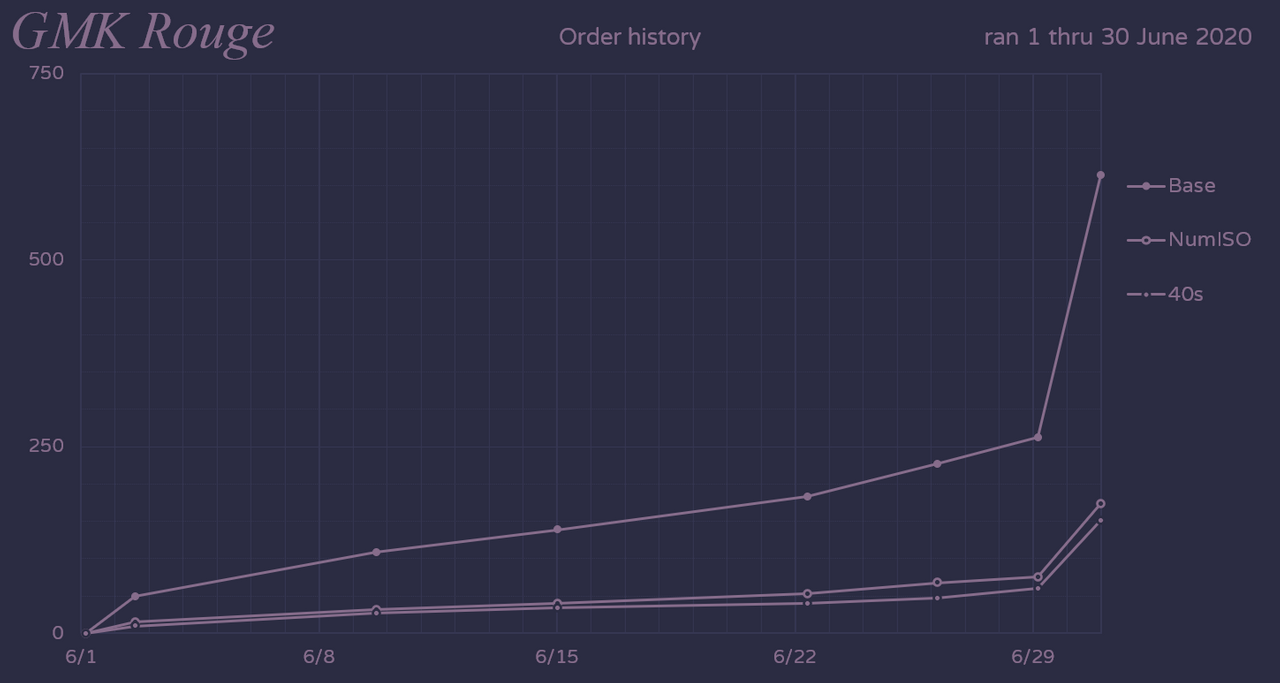 GMK Rouge
Order history
ran 1 thru 30 June 2020
750
500
250
0
6/1
6/8
6/15
6/22
6/29
Base
NumISO
40s